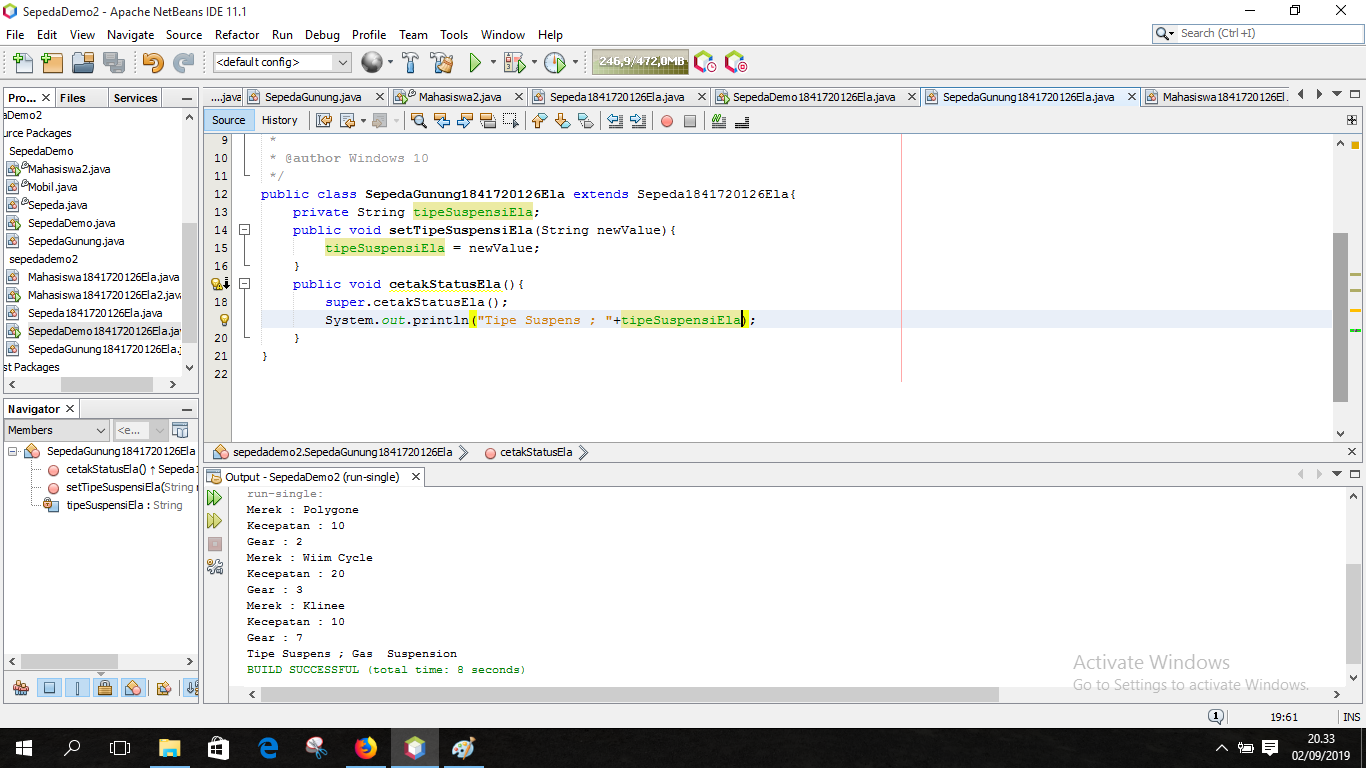 SepedaDemo2 - Apache NetBeans IDE 11.1
File Edit View Navigate Source Refactor Run Debug Profile Team Tools Window Help
Search (Ctrl+I)
<default config>
246,9/472,0MB
Pro... Files Services
...java SepedaGunung.java Mahasiswa2.java Sepeda1841720126Ela.java SepedaDemo1841720126Ela.java SepedaGunung1841720126Ela.java Mahasiswa1841720126El.
Source History
aDemo2
urce Packages
SepedaDemo
Mahasiswa2.java
Mobil.java
Sepeda.java
SepedaDemo.java
SepedaGunung.java
sepedademo2
Mahasiswa1841720126Ela.java
Mahasiswa1841720126Ela2.java
Sepeda1841720126Ela.java
SepedaDemo1841720126Ela.jav
SepedaGunung1841720126Ela.j
st Packages
9 *
10 * @author Windows 10
11 */
12 public class SepedaGunung1841720126Ela extends Sepeda1841720126Ela{
13 private String tipeSuspensiEla;
14 public void setTipeSuspensiEla(String newValue){
15 tipeSuspensiEla = newValue;
16 }
public void cetakStatusEla(){
18 super.cetakStatusEla();
System.out.println("Tipe Suspens ; "+tipeSuspensiEla);
20 }
21 }
22
Navigator
Members <e...
SepedaGunung1841720126Ela
cetakStatusEla() ↑ Sepeda1
setTipeSuspensiEla(String n
tipeSuspensiEla : String
sepedademo2.SepedaGunung1841720126Ela cetakStatusEla
Output - SepedaDemo2 (run-single)
run-single:
Merek : Polygone
Kecepatan : 10
Gear : 2
Merek : Wiim Cycle
Kecepatan : 20
Gear : 3
Merek : Klinee
Kecepatan : 10
Gear : 7
Tipe Suspens ; Gas  Suspension
BUILD SUCCESSFUL (total time: 8 seconds)
Activate Windows
Go to Settings to activate Windows.
1 19:61 INS
20.33
02/09/2019